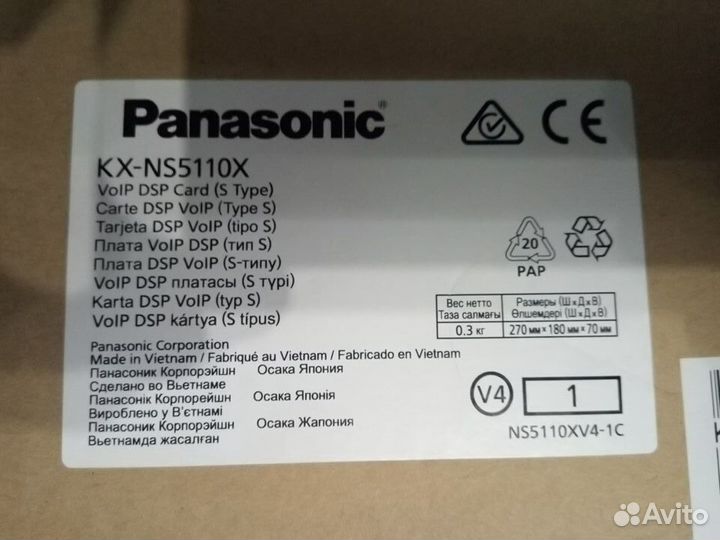 Panasonic®
KX-NS5110X
VoIP DSP Card (S Type)
Carte DSP VoIP (Type S)
Tarjeta DSP VoIP (tipo S)
Плата VoIP DSP (тип S)
Плата DSP VoIP (S-типу)
VoIP DSP платасы (S түрі)
Karta DSP VoIP (typ S)
VoIP DSP kártya (S típus)
20
PAP
Вес нетто
Таза салмағы
Размеры (Ш×Д×В)
Өлшемдері (Ш×Д×В)
0.3 кг
270 мм×180 мм×70 мм
Panasonic Corporation
Made in Vietnam / Fabriqué au Vietnam / Fabricado en Vietnam
Панасоник Корпорэйшн Осака Япония
Сделано во Вьетнаме
Панасонік Корпорейшн Осака Японія
Вироблено у В'єтнамі
Панасоник Корпорэйшн Осака Жапония
Вьетнамда жасалған
V4
1
NS5110XV4-1C
Avito